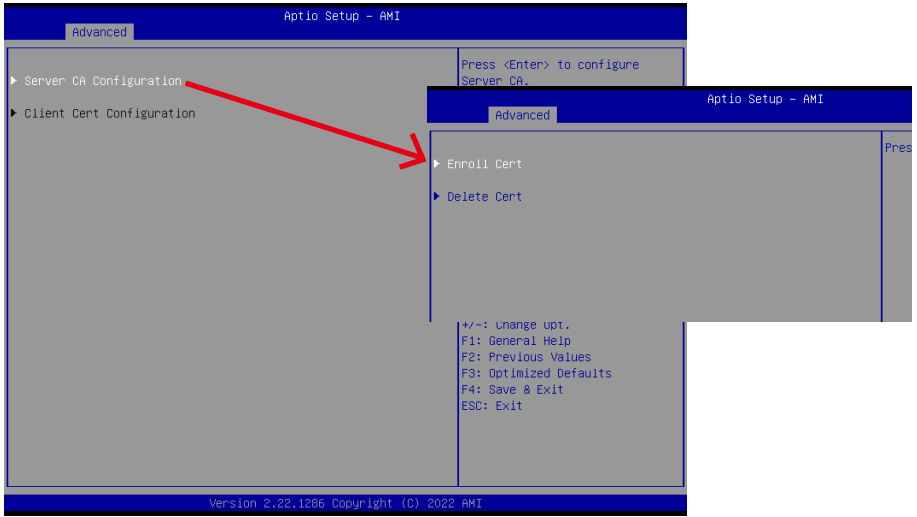 Aptio Setup – AMI
Advanced
Server CA Configuration
Client Cert Configuration
Press <Enter> to configure
Server CA.
Aptio Setup – AMI
Advanced
Enroll Cert
Delete Cert
Pres
+/-: Change Opt.
F1: General Help
F2: Previous Values
F3: Optimized Defaults
F4: Save & Exit
ESC: Exit
Version 2.22.1286 Copyright (C) 2022 AMI